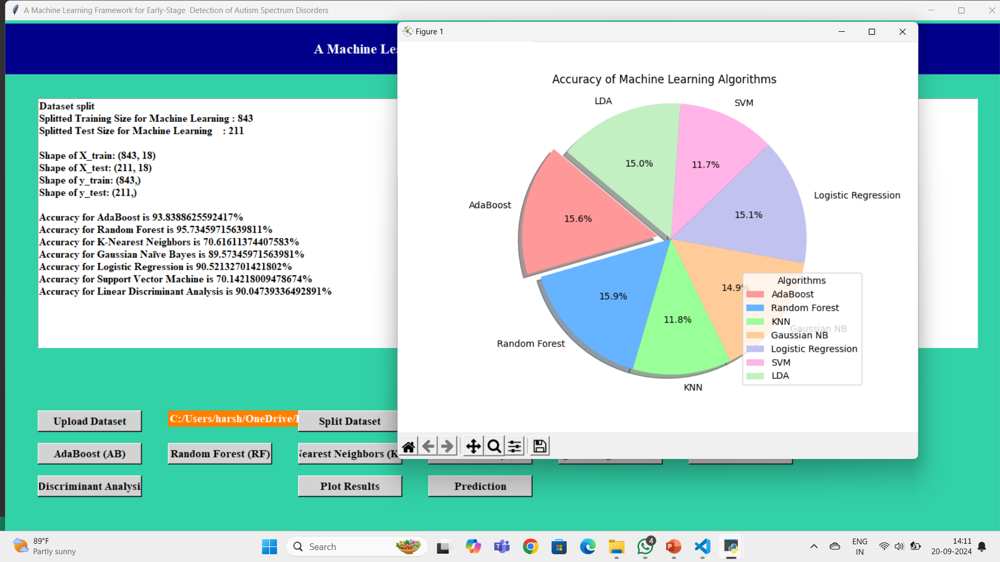 A Machine Learning Framework for Early-Stage  Detection of Autism Spectrum Disorders
A Machine Lea
Dataset split
Splitted Training Size for Machine Learning : 843
Splitted Test Size for Machine Learning    : 211
Shape of X_train: (843, 18)
Shape of X_test: (211, 18)
Shape of y_train: (843,)
Shape of y_test: (211,)
Accuracy for AdaBoost is 93.8388625592417%
Accuracy for Random Forest is 95.73459715639811%
Accuracy for K-Nearest Neighbors is 70.61611374407583%
Accuracy for Gaussian Naïve Bayes is 89.57345971563981%
Accuracy for Logistic Regression is 90.52132701421802%
Accuracy for Support Vector Machine is 70.14218009478674%
Accuracy for Linear Discriminant Analysis is 90.04739336492891%
Figure 1
Accuracy of Machine Learning Algorithms
LDA
SVM
15.0%
11.7%
Logistic Regression
AdaBoost
15.6%
15.1%
14.9%
15.9%
11.8%
Random Forest
KNN
Gaussian NB
Algorithms
AdaBoost
Random Forest
KNN
Gaussian NB
Logistic Regression
SVM
LDA
Upload Dataset
C:/Users/harsh/OneDrive/
Split Dataset
AdaBoost (AB)
Random Forest (RF)
Nearest Neighbors (K
Discriminant Analysi
Plot Results
Prediction
89°F
Partly sunny
Search
4
ENG
IN
14:11
20-09-2024